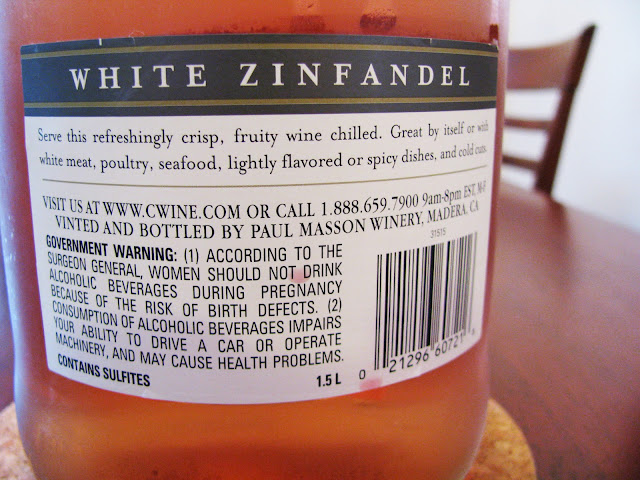 WHITE ZINFANDEL
Serve this refreshingly crisp, fruity wine chilled. Great by itself or with
white meat, poultry, seafood, lightly flavored or spicy dishes, and cold cuts.
VISIT US AT WWW.CWINE.COM OR CALL 1.888.659.7900 9am-8pm EST. M-F
VINTED AND BOTTLED BY PAUL MASSON WINERY, MADERA, CA
GOVERNMENT WARNING: (1) ACCORDING TO THE
SURGEON GENERAL, WOMEN SHOULD NOT DRINK
ALCOHOLIC BEVERAGES DURING PREGNANCY
BECAUSE OF THE RISK OF BIRTH DEFECTS. (2)
CONSUMPTION OF ALCOHOLIC BEVERAGES IMPAIRS
YOUR ABILITY TO DRIVE A CAR OR OPERATE
MACHINERY, AND MAY CAUSE HEALTH PROBLEMS.
CONTAINS SULFITES
1.5 L
31515
0 21296 60721